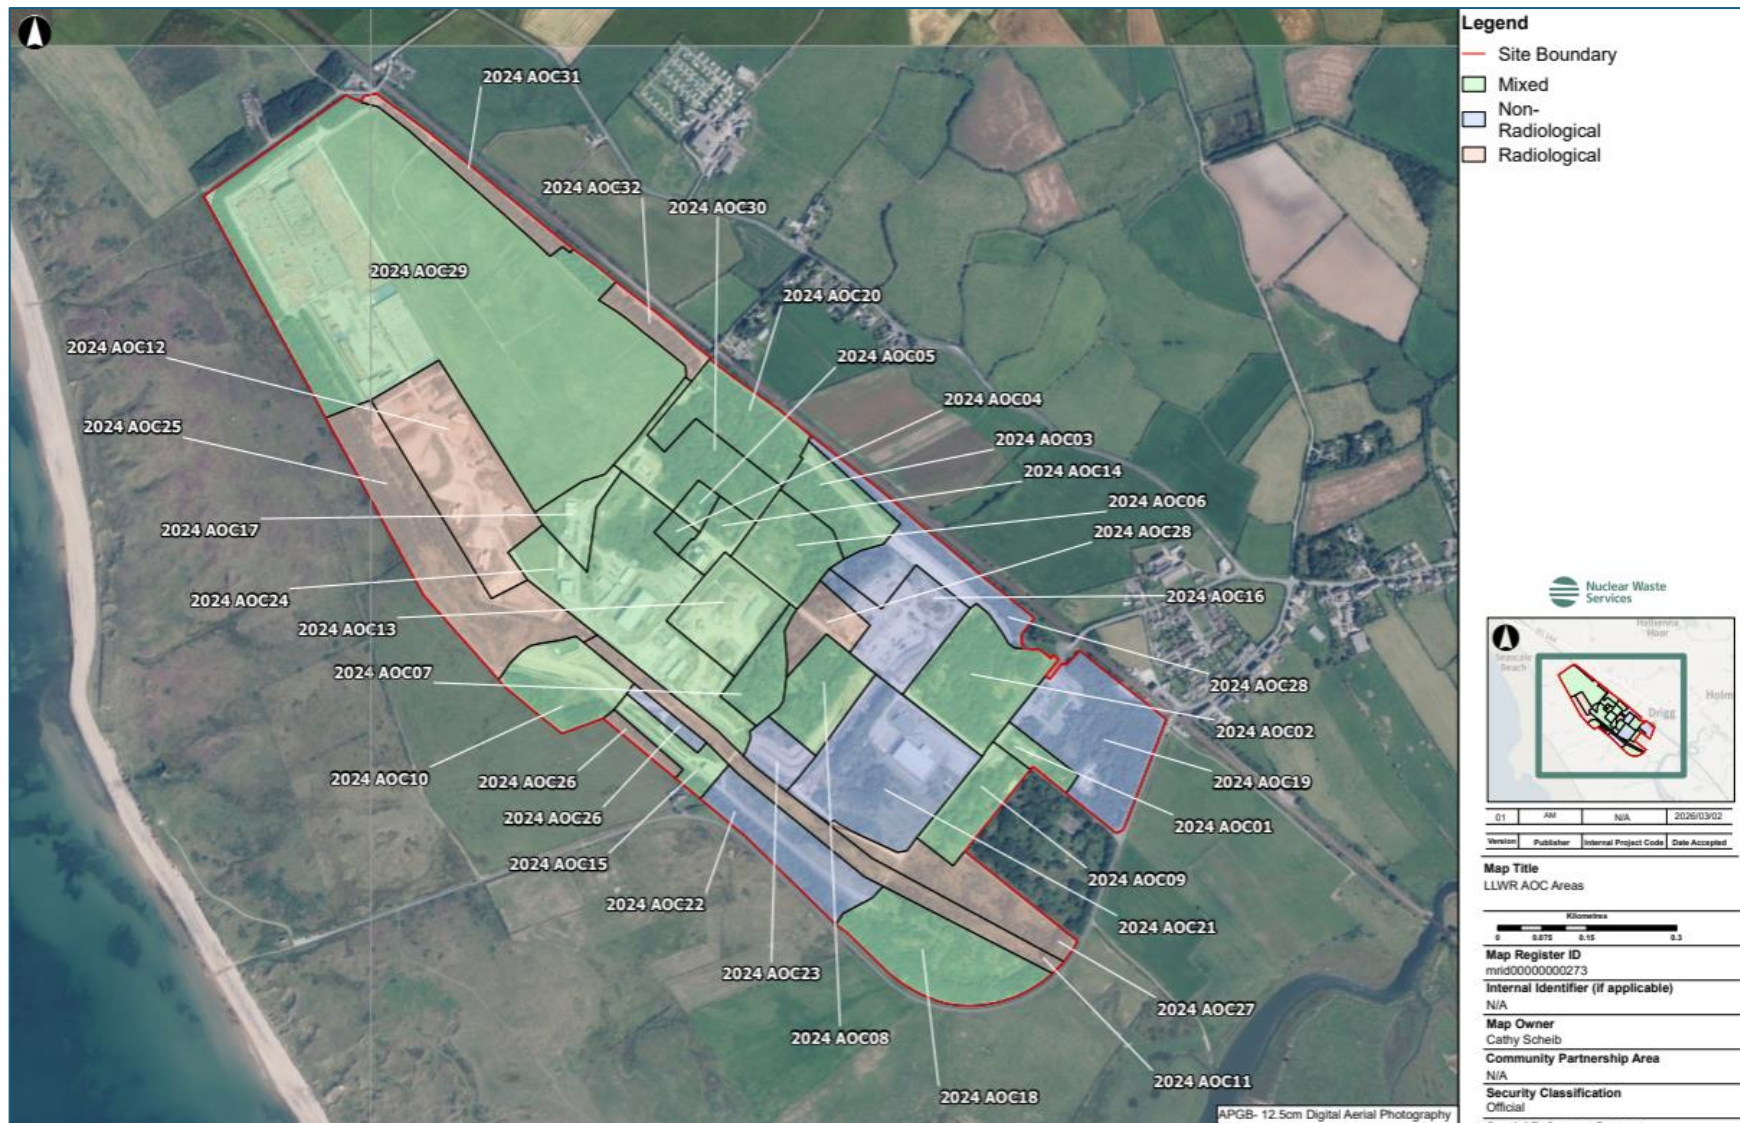 2024 AOC31
2024 AOC32
2024 AOC30
2024 AOC29
2024 AOC20
2024 AOC12
2024 AOC05
2024 AOC04
2024 AOC25
2024 AOC03
2024 AOC14
2024 AOC06
2024 AOC17
2024 AOC28
2024 AOC24
2024 AOC16
2024 AOC13
2024 AOC07
2024 AOC28
2024 AOC02
2024 AOC10
2024 AOC26
2024 AOC19
2024 AOC26
2024 AOC01
2024 AOC15
2024 AOC09
2024 AOC22
2024 AOC21
2024 AOC23
2024 AOC27
2024 AOC08
2024 AOC11
2024 AOC18
APGB- 12.5cm Digital Aerial Photography
Legend
Site Boundary
Mixed
Non-
Radiological
Radiological
Nuclear Waste
Services
Hallsenna
Moor
Seascale
Beach
Holm
Drigg
01 AM N/A 2026/03/02
Version Publisher Internal Project Code Date Accepted
Map Title
LLWR AOC Areas
Kilometres
0 0.075 0.15 0.3
Map Register ID
mrid00000000273
Internal Identifier (if applicable)
N/A
Map Owner
Cathy Scheib
Community Partnership Area
N/A
Security Classification
Official